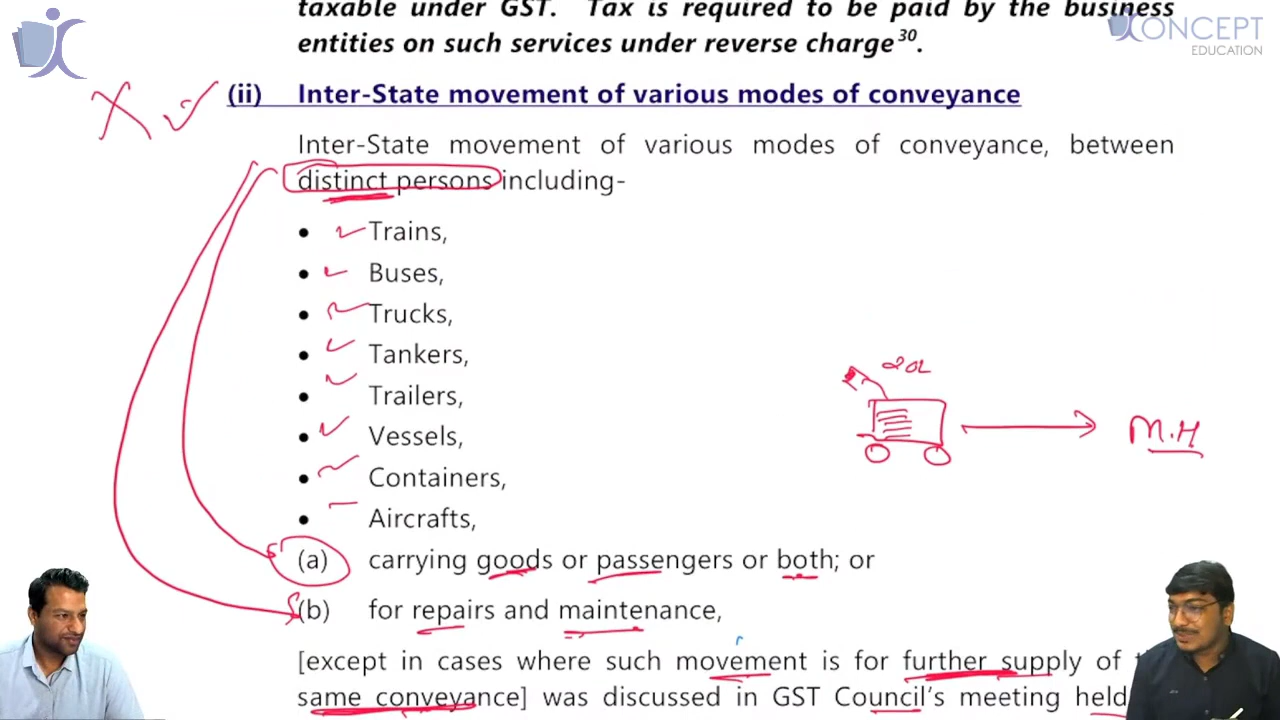 taxable under GST. Tax is required to be paid by the business
entities on such services under reverse charge30.
CONCEPT
EDUCATION
(ii) Inter-State movement of various modes of conveyance
Inter-State movement of various modes of conveyance, between
distinct persons including-
• Trains,
• Buses,
• Trucks,
• Tankers,
• Trailers,
• Vessels,
• Containers,
• Aircrafts,
20L
M.H
(a) carrying goods or passengers or both; or
(b) for repairs and maintenance,
[except in cases where such movement is for further supply of
same conveyance] was discussed in GST Council's meeting held